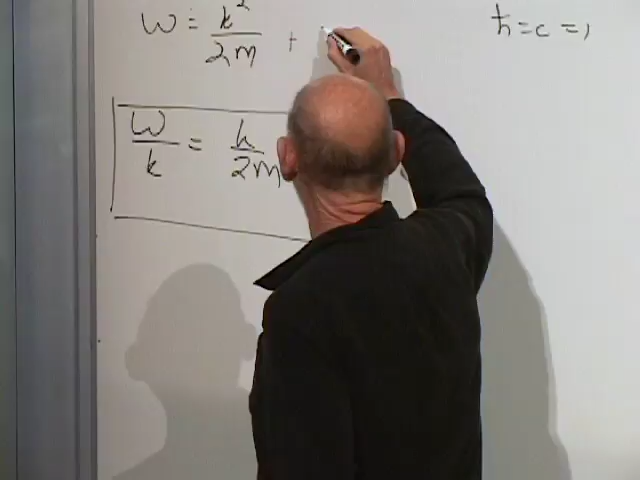 ω = k²/2m +
ħ = c = 1
ω/k = k/2m